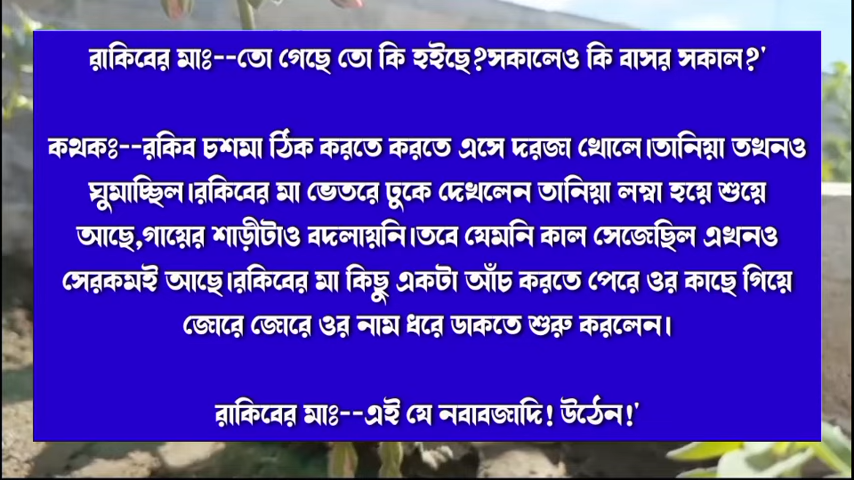 রাকিবের মাঃ--তো গেছে তো কি হইছে?সকালেও কি বাসর সকাল?'
কথকঃ--রকিব চশমা ঠিক করতে করতে এসে দরজা খোলে।তানিয়া তখনও
ঘুমাচ্ছিল।রকিবের মা ভেতরে ঢুকে দেখলেন তানিয়া লম্বা হয়ে শুয়ে
আছে,গায়ের শাড়ীটাও বদলায়নি।তবে যেমনি কাল সেজেছিল এখনও
সেরকমই আছে।রকিবের মা কিছু একটা আঁচ করতে পেরে ওর কাছে গিয়ে
জোরে জোরে ওর নাম ধরে ডাকতে শুরু করলেন।
রাকিবের মাঃ--এই যে নবাবজাদি! উঠেন!'